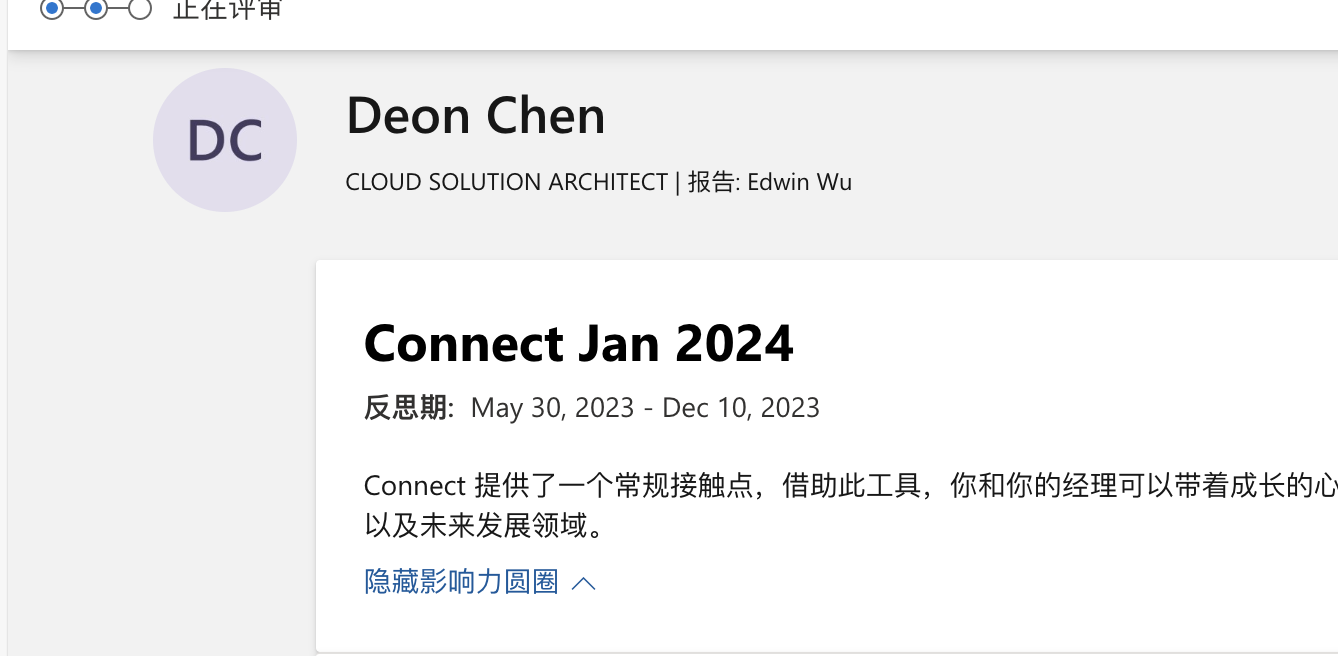 正在评审
DC
Deon Chen
CLOUD SOLUTION ARCHITECT | 报告: Edwin Wu
Connect Jan 2024
反思期: May 30, 2023 - Dec 10, 2023
Connect 提供了一个常规接触点，借助此工具，你和你的经理可以带着成长的心
以及未来发展领域。
隐藏影响力圆圈